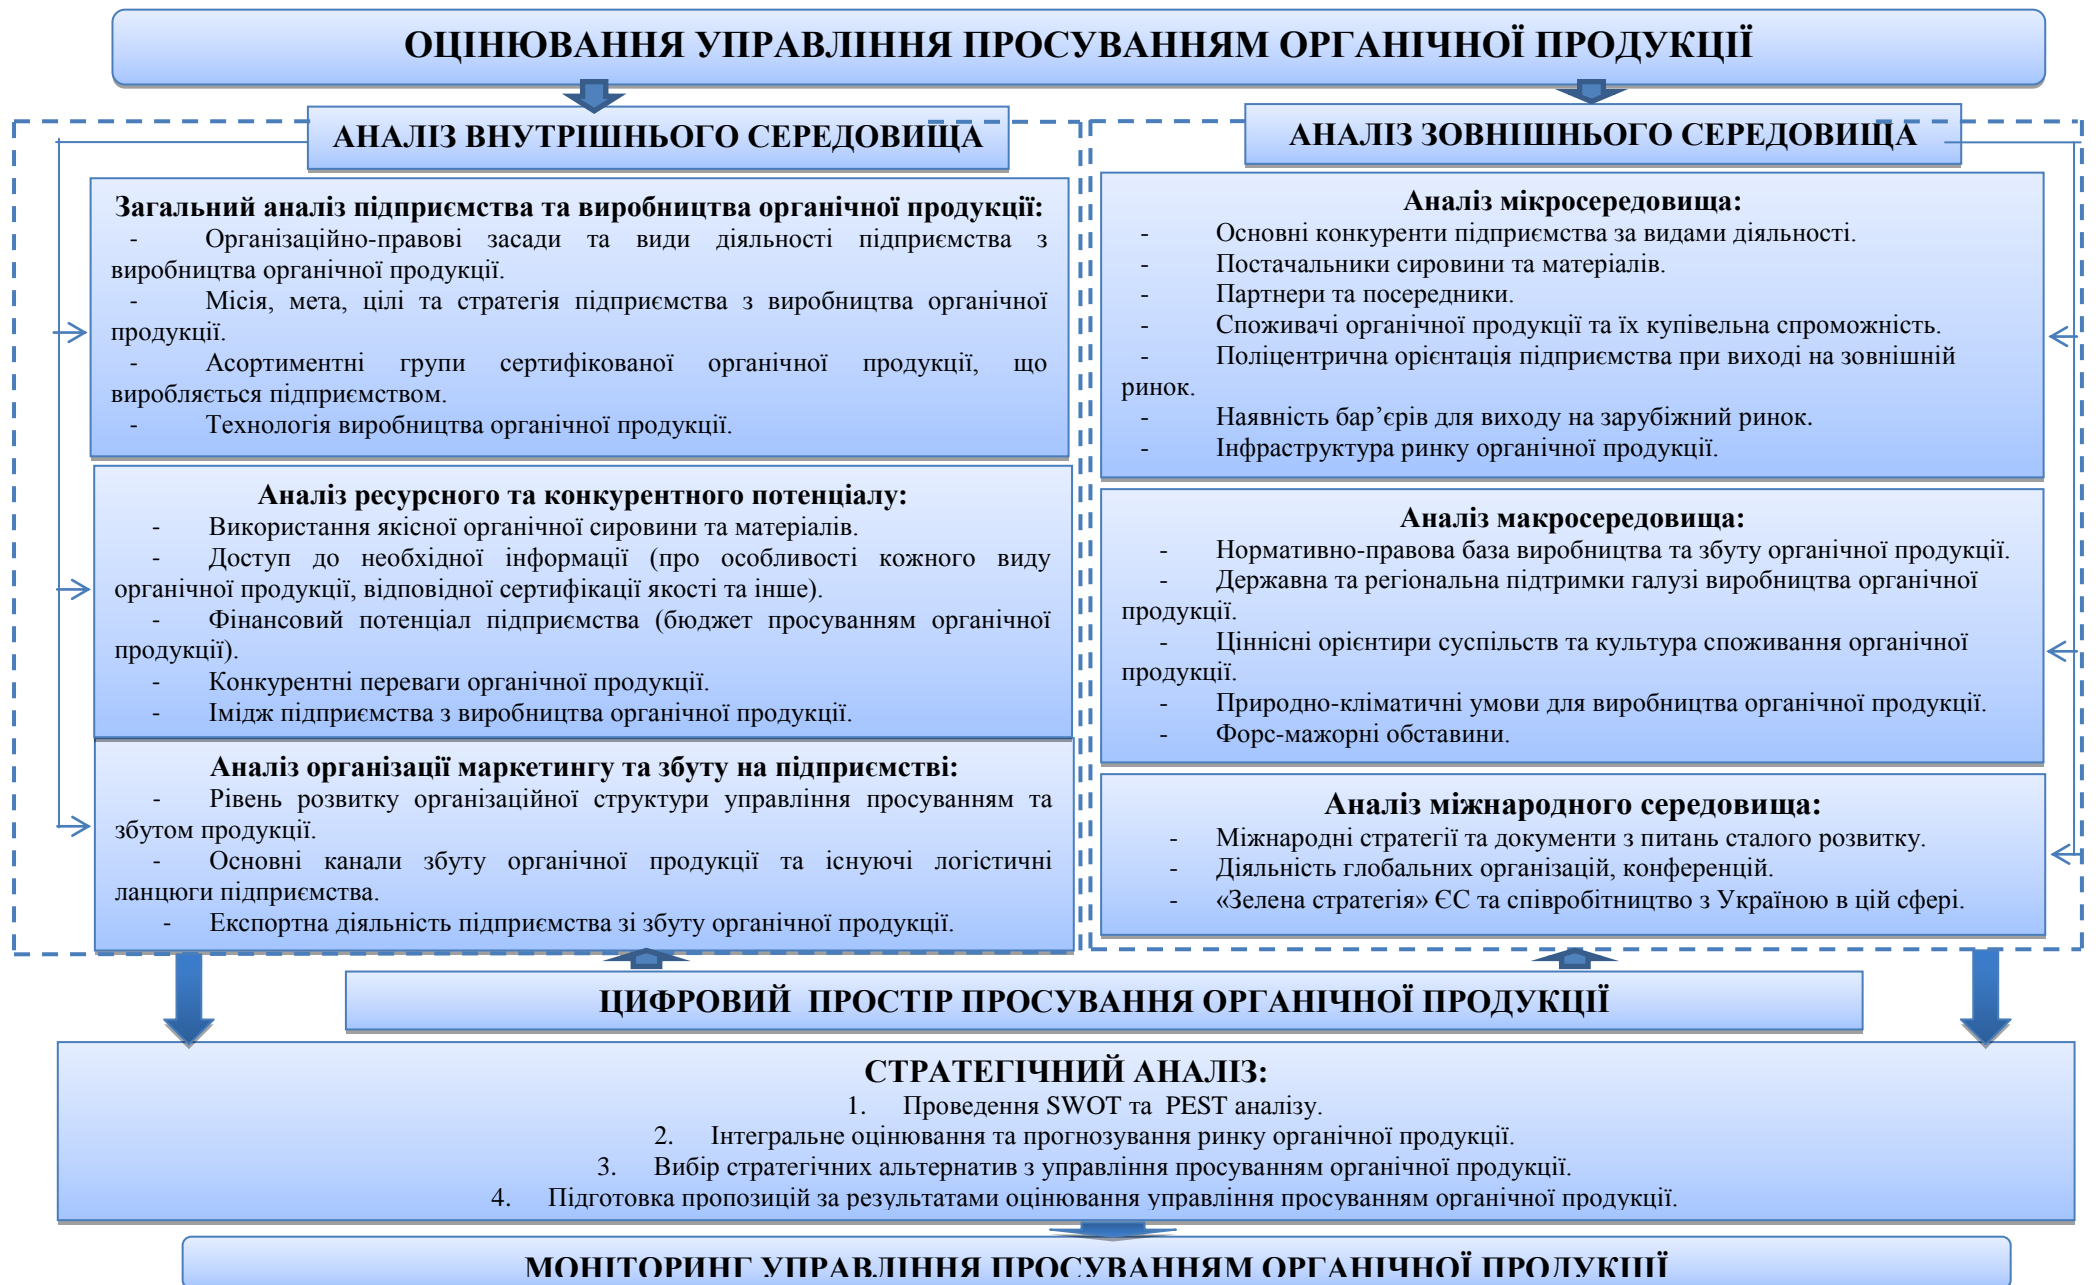 ОЦІНЮВАННЯ УПРАВЛІННЯ ПРОСУВАННЯМ ОРГАНІЧНОЇ ПРОДУКЦІЇ
АНАЛІЗ ВНУТРІШНЬОГО СЕРЕДОВИЩА
Загальний аналіз підприємства та виробництва органічної продукції:
- Організаційно-правові засади та види діяльності підприємства з
виробництва органічної продукції.
- Місія, мета, цілі та стратегія підприємства з виробництва органічної
продукції.
- Асортиментні групи сертифікованої органічної продукції, що
виробляється підприємством.
- Технологія виробництва органічної продукції.
Аналіз ресурсного та конкурентного потенціалу:
- Використання якісної органічної сировини та матеріалів.
- Доступ до необхідної інформації (про особливості кожного виду
органічної продукції, відповідної сертифікації якості та інше).
- Фінансовий потенціал підприємства (бюджет просуванням органічної
продукції).
- Конкурентні переваги органічної продукції.
- Імідж підприємства з виробництва органічної продукції.
Аналіз організації маркетингу та збуту на підприємстві:
- Рівень розвитку організаційної структури управління просуванням та
збутом продукції.
- Основні канали збуту органічної продукції та існуючі логістичні
ланцюги підприємства.
- Експортна діяльність підприємства зі збуту органічної продукції.
АНАЛІЗ ЗОВНІШНЬОГО СЕРЕДОВИЩА
Аналіз мікросередовища:
- Основні конкуренти підприємства за видами діяльності.
- Постачальники сировини та матеріалів.
- Партнери та посередники.
- Споживачі органічної продукції та їх купівельна спроможність.
- Поліцентрична орієнтація підприємства при виході на зовнішній
ринок.
- Наявність бар’єрів для виходу на зарубіжний ринок.
- Інфраструктура ринку органічної продукції.
Аналіз макросередовища:
- Нормативно-правова база виробництва та збуту органічної продукції.
- Державна та регіональна підтримки галузі виробництва органічної
продукції.
- Ціннісні орієнтири суспільств та культура споживання органічної
продукції.
- Природно-кліматичні умови для виробництва органічної продукції.
- Форс-мажорні обставини.
Аналіз міжнародного середовища:
- Міжнародні стратегії та документи з питань сталого розвитку.
- Діяльність глобальних організацій, конференцій.
- «Зелена стратегія» ЄС та співробітництво з Україною в цій сфері.
ЦИФРОВИЙ ПРОСТІР ПРОСУВАННЯ ОРГАНІЧНОЇ ПРОДУКЦІЇ
СТРАТЕГІЧНИЙ АНАЛІЗ:
1. Проведення SWOT та PEST аналізу.
2. Інтегральне оцінювання та прогнозування ринку органічної продукції.
3. Вибір стратегічних альтернатив з управління просуванням органічної продукції.
4. Підготовка пропозицій за результатами оцінювання управління просуванням органічної продукції.
МОНІТОРИНГ УПРАВЛІННЯ ПРОСУВАННЯМ ОРГАНІЧНОЇ ПРОДУКЦІЇ